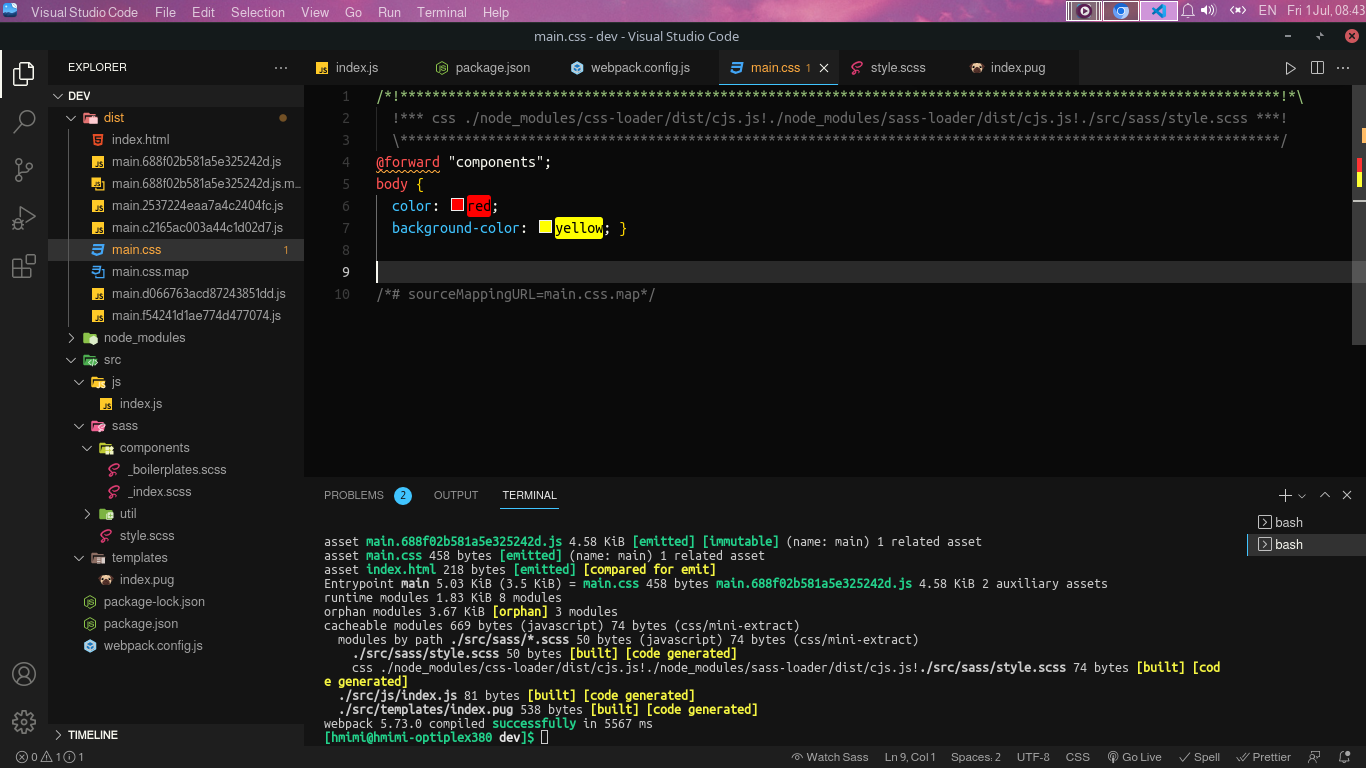 Visual Studio Code File Edit Selection View Go Run Terminal Help EN Fri 1 Jul, 08:43
main.css - dev - Visual Studio Code
EXPLORER
index.js package.json webpack.config.js main.css 1 style.scss index.pug
DEV
dist
index.html
main.688f02b581a5e325242d.js
main.688f02b581a5e325242d.js.m...
main.2537224eaa7a4c2404fc.js
main.c2165ac003a44c1d02d7.js
main.css 1
main.css.map
main.d066763acd87243851dd.js
main.f54241d1ae774d477074.js
node_modules
src
js
index.js
sass
components
_boilerplates.scss
_index.scss
util
style.scss
templates
index.pug
package-lock.json
package.json
webpack.config.js
TIMELINE
1 /*!**************************************************************************************************************!*\
2 !*** css ./node_modules/css-loader/dist/cjs.js!./node_modules/sass-loader/dist/cjs.js!./src/sass/style.scss ***!
3 \**************************************************************************************************************/
4 @forward "components";
5 body {
6 color: red;
7 background-color: yellow; }
8
9
10 /*# sourceMappingURL=main.css.map*/
PROBLEMS 2 OUTPUT TERMINAL
bash
bash
asset main.688f02b581a5e325242d.js 4.58 KiB [emitted] [immutable] (name: main) 1 related asset
asset main.css 458 bytes [emitted] (name: main) 1 related asset
asset index.html 218 bytes [emitted] [compared for emit]
Entrypoint main 5.03 KiB (3.5 KiB) = main.css 458 bytes main.688f02b581a5e325242d.js 4.58 KiB 2 auxiliary assets
runtime modules 1.83 KiB 8 modules
orphan modules 3.67 KiB [orphan] 3 modules
cacheable modules 669 bytes (javascript) 74 bytes (css/mini-extract)
modules by path ./src/sass/*.scss 50 bytes (javascript) 74 bytes (css/mini-extract)
./src/sass/style.scss 50 bytes [built] [code generated]
css ./node_modules/css-loader/dist/cjs.js!./node_modules/sass-loader/dist/cjs.js!./src/sass/style.scss 74 bytes [built] [cod
e generated]
./src/js/index.js 81 bytes [built] [code generated]
./src/templates/index.pug 538 bytes [built] [code generated]
webpack 5.73.0 compiled successfully in 5567 ms
[hmimi@hmimi-optiplex380 dev]$
0 1 1 Watch Sass Ln 9, Col 1 Spaces: 2 UTF-8 CSS Go Live Spell Prettier